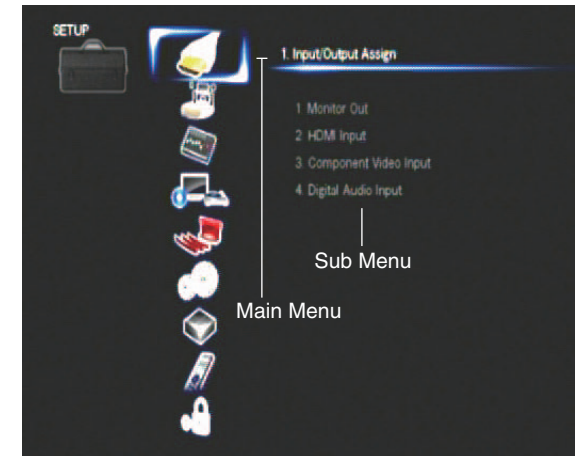 SETUP
1. Input/Output Assign
1 Monitor Out
2 HDMI Input
3 Component Video Input
4 Digital Audio Input
Sub Menu
Main Menu